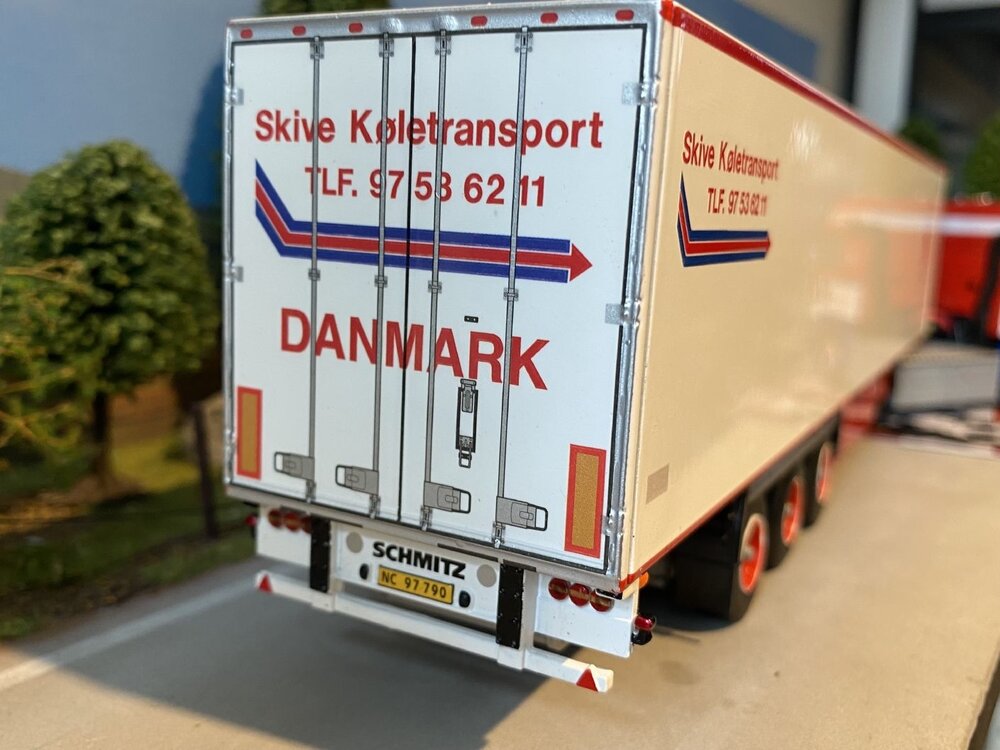 Skive Køletransport
TLF. 97 53 62 11
DANMARK
SCHMITZ
NC 97 790
Skive Køletransport
TLF. 97 53 62 11